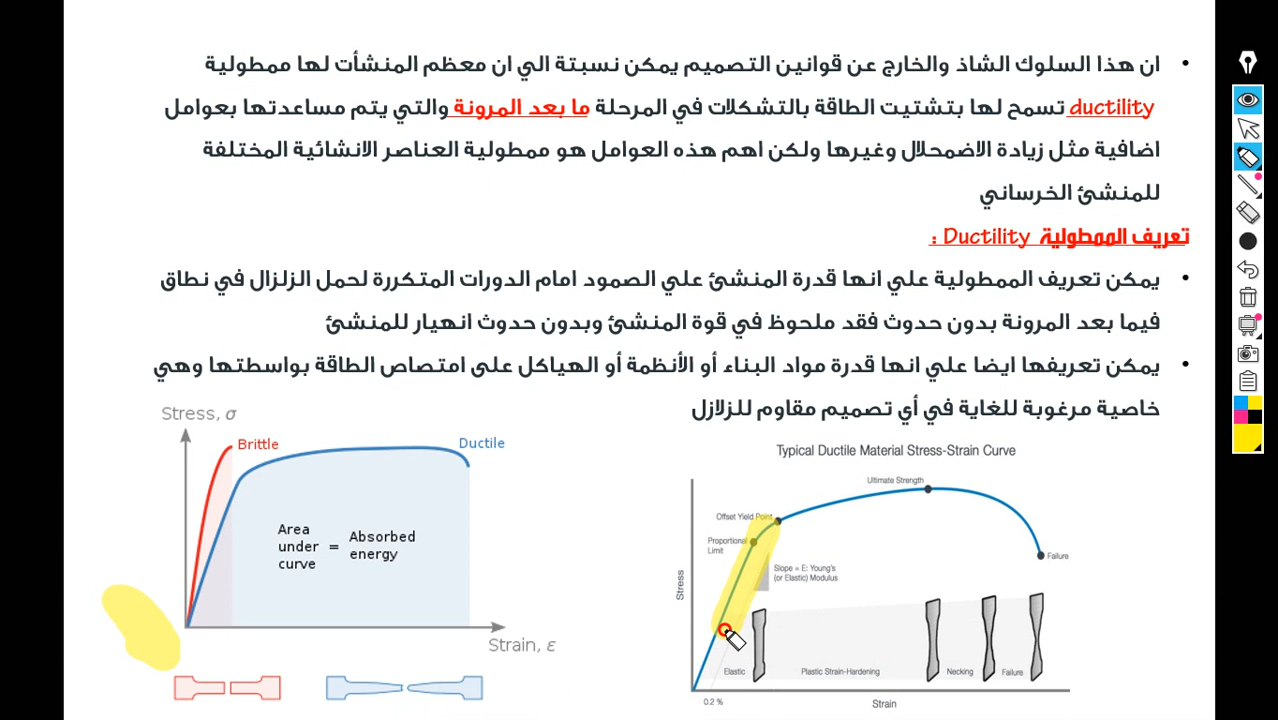 ان هذا السلوك الشاذ والخارج عن قوانين التصميم يمكن نسبتة الي ان معظم المنشأت لها ممطولية
ductility تسمح لها بتشتيت الطاقة بالتشكلات في المرحلة ما بعد المرونة والتي يتم مساعدتها بعوامل
اضافية مثل زيادة الاضمحلال وغيرها ولكن اهم هذه العوامل هو ممطولية العناصر الانشائية المختلفة
للمنشئ الخرساني
تعريف الممطولية Ductility :
يمكن تعريف الممطولية علي انها قدرة المنشئ علي الصمود امام الدورات المتكررة لحمل الزلزال في نطاق
فيما بعد المرونة بدون حدوث فقد ملحوظ في قوة المنشئ وبدون حدوث انهيار للمنشئ
يمكن تعريفها ايضا علي انها قدرة مواد البناء أو الأنظمة أو الهياكل على امتصاص الطاقة بواسطتها وهي
خاصية مرغوبة للغاية في أي تصميم مقاوم للزلازل
Stress, σ
Brittle
Ductile
Area
under
curve
=
Absorbed
energy
Strain, ε
Typical Ductile Material Stress-Strain Curve
Ultimate Strength
Offset Yield Point
Proportional
Limit
Failure
Slope = E: Young's
(or Elastic) Modulus
Stress
Elastic
Plastic Strain-Hardening
Necking
Failure
0.2 %
Strain